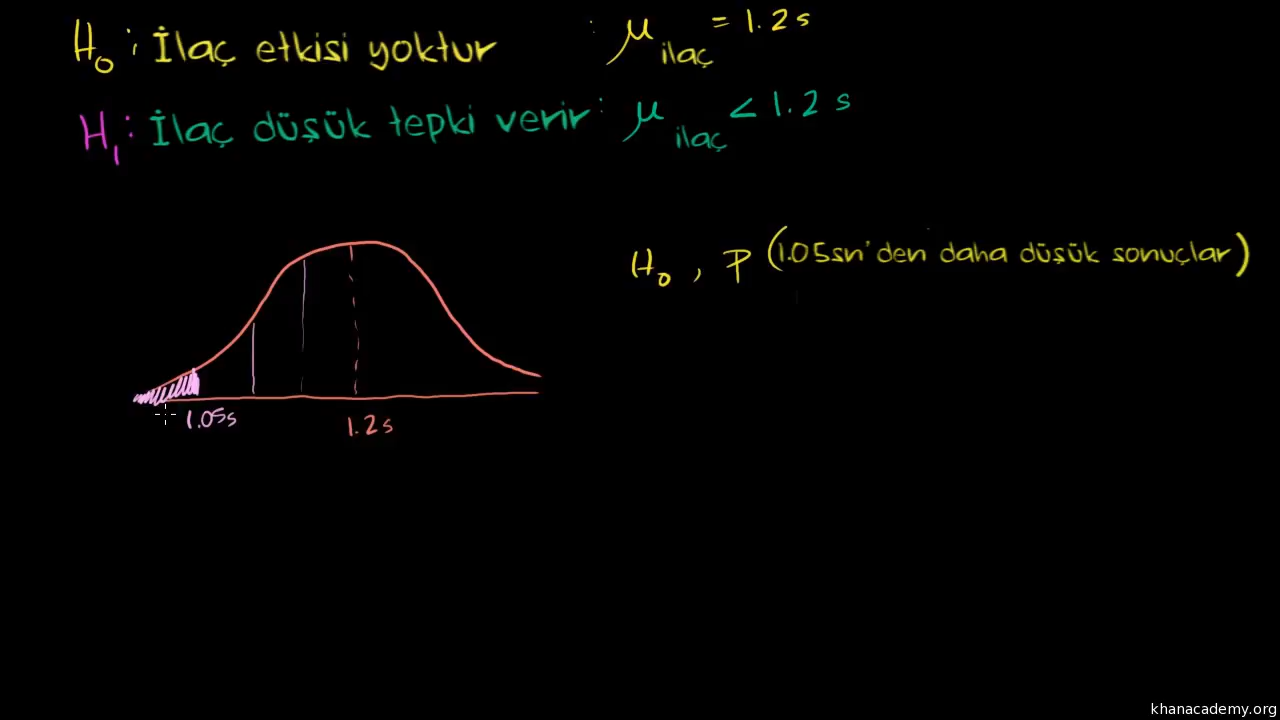 H₀ : İlaç etkisi yoktur : μ ilaç = 1.2 s
H₁ : İlaç düşük tepki verir : μ ilaç < 1.2 s
H₀ , P (1.05sn'den daha düşük sonuçlar)
1.05s
1.2s
khanacademy.org